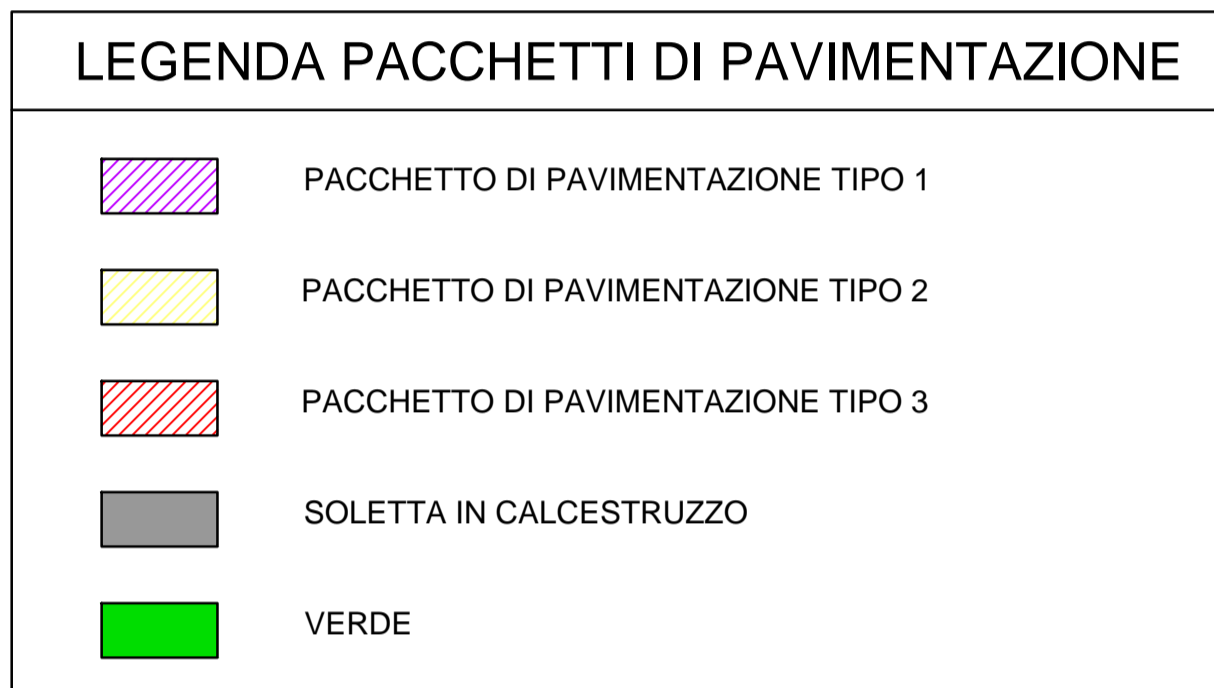 LEGENDA PACCHETTI DI PAVIMENTAZIONE
PACCHETTO DI PAVIMENTAZIONE TIPO 1
PACCHETTO DI PAVIMENTAZIONE TIPO 2
PACCHETTO DI PAVIMENTAZIONE TIPO 3
SOLETTA IN CALCESTRUZZO
VERDE